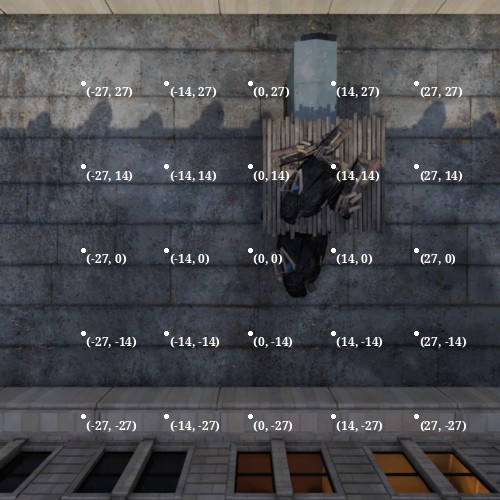 (-27, 27) (-14, 27) (0, 27) (14, 27) (27, 27)
(-27, 14) (-14, 14) (0, 14) (14, 14) (27, 14)
(-27, 0) (-14, 0) (0, 0) (14, 0) (27, 0)
(-27, -14) (-14, -14) (0, -14) (14, -14) (27, -14)
(-27, -27) (-14, -27) (0, -27) (14, -27) (27, -27)